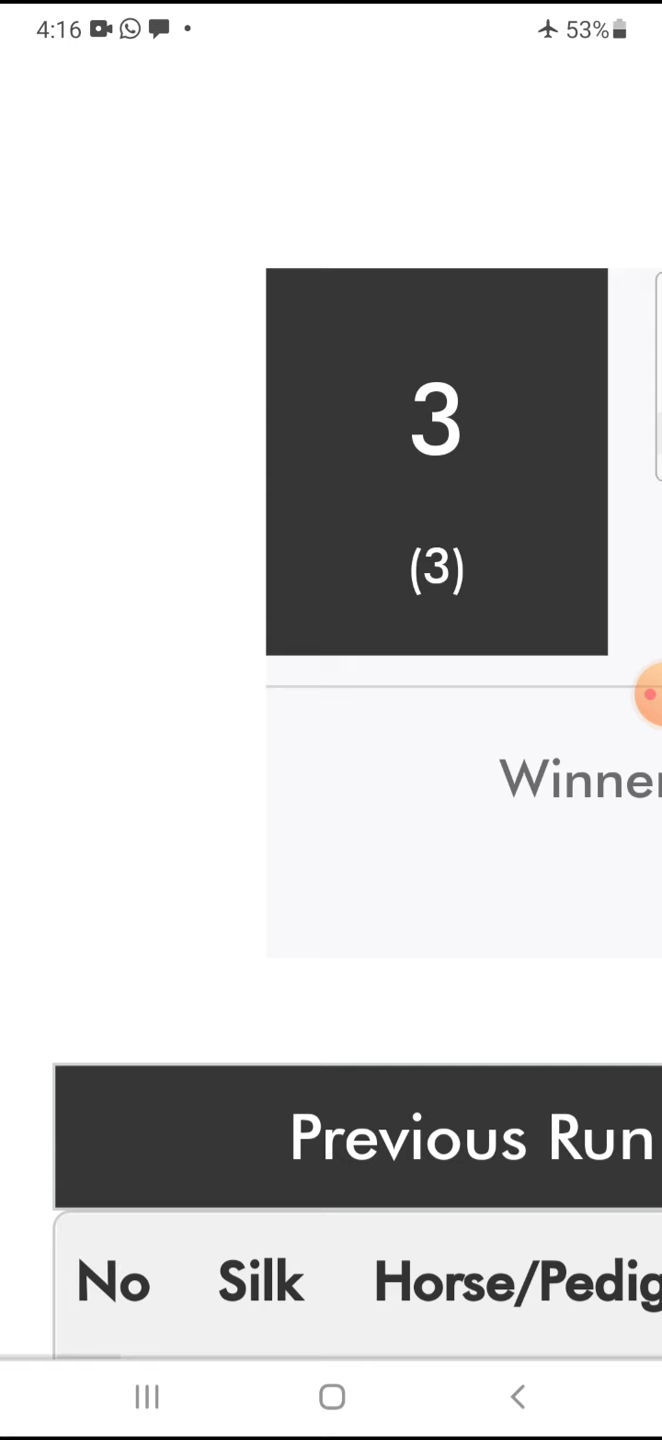 4:16 53%
3
(3)
Winner
Previous Run
No Silk Horse/Pedig